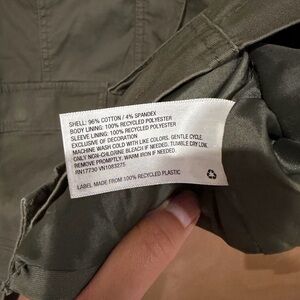 SHELL: 96% COTTON / 4% SPANDEX
BODY LINING: 100% RECYCLED POLYESTER
SLEEVE LINING: 100% RECYCLED POLYESTER
EXCLUSIVE OF DECORATION
MACHINE WASH COLD WITH LIKE COLORS, GENTLE CYCLE.
ONLY NON-CHLORINE BLEACH IF NEEDED. TUMBLE DRY LOW.
REMOVE PROMPTLY, WARM IRON IF NEEDED.
RN17730 VN1083275
LABEL MADE FROM 100% RECYCLED PLASTIC